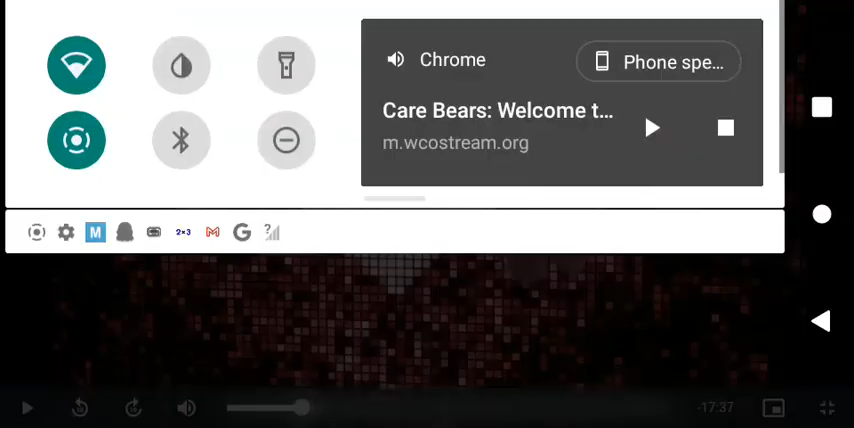 Chrome
Phone spe...
Care Bears: Welcome t...
m.wcostream.org
M 2×3 M G ?
-17:37